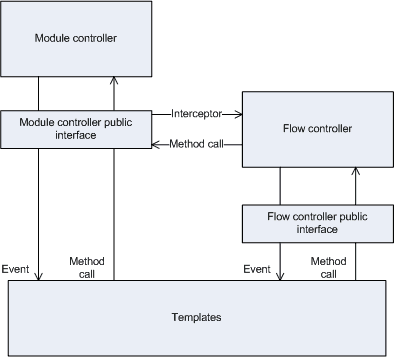 Module controller
Module controller public
interface
Interceptor
Method call
Flow controller
Flow controller public
interface
Event
Method
call
Event
Method
call
Templates